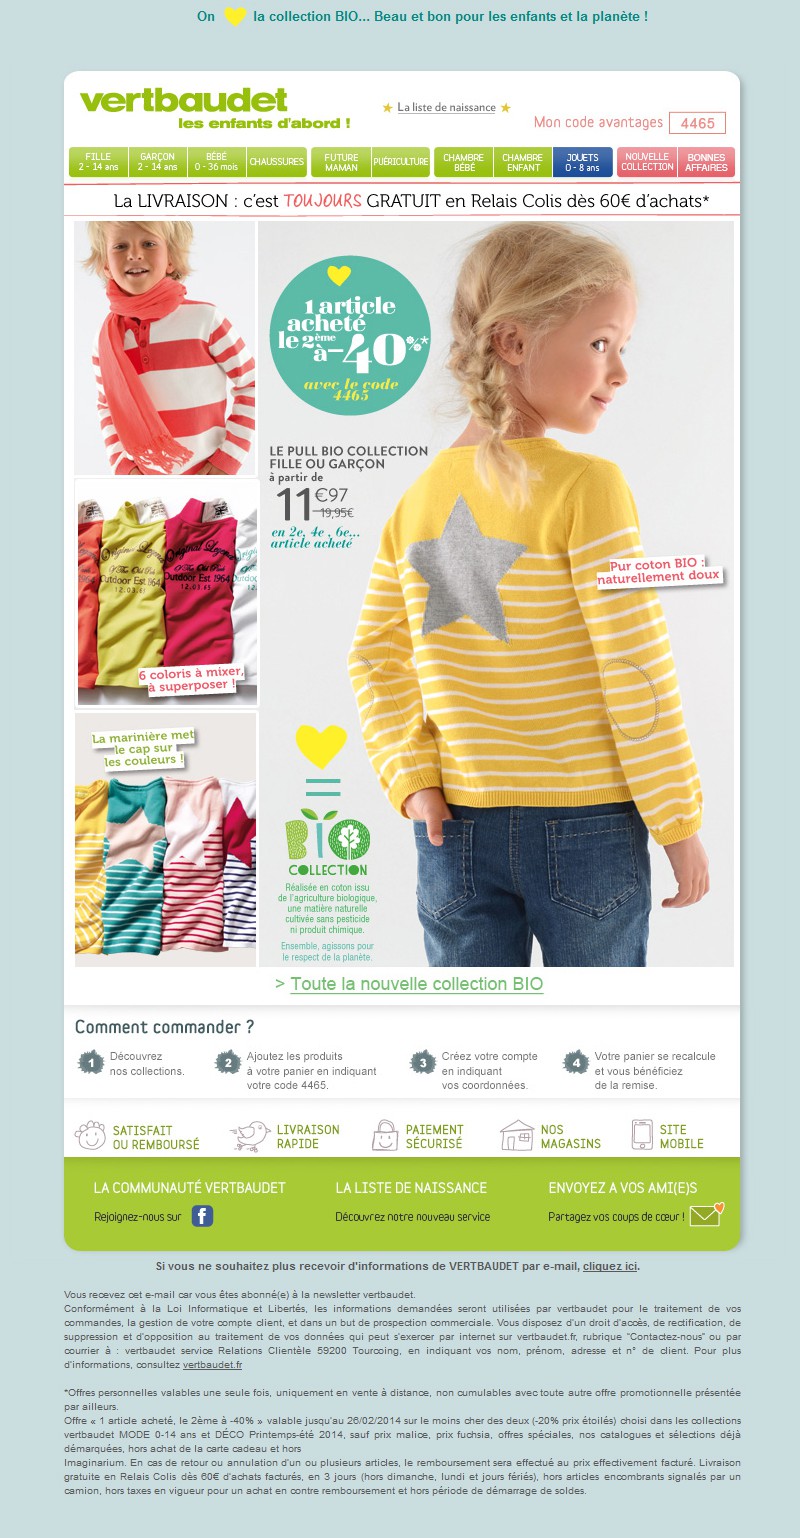 On la collection BIO... Beau et bon pour les enfants et la planète !
vertbaudet
les enfants d'abord !
La liste de naissance
Mon code avantages 4465
FILLE
2 - 14 ans
GARÇON
2 - 14 ans
BÉBÉ
0 - 36 mois
CHAUSSURES
FUTURE
MAMAN
PUÉRICULTURE
CHAMBRE
BÉBÉ
CHAMBRE
ENFANT
JOUETS
0 - 8 ans
NOUVELLE
COLLECTION
BONNES
AFFAIRES
La LIVRAISON : c'est TOUJOURS GRATUIT en Relais Colis dès 60€ d'achats*
1 article
acheté
le 2ème
à -40%*
avec le code
4465
LE PULL BIO COLLECTION
FILLE OU GARÇON
à partir de
11€97
19,95€
en 2e, 4e , 6e...
article acheté
Pur coton BIO :
naturellement doux
Original Legend
Of The Old Park
Outdoor Est 1964
12.03.65
6 coloris à mixer,
à superposer !
La marinière met
le cap sur
les couleurs !
=
BIO
COLLECTION
Réalisée en coton issu
de l'agriculture biologique,
une matière naturelle
cultivée sans pesticide
ni produit chimique.
Ensemble, agissons pour
le respect de la planète.
> Toute la nouvelle collection BIO
Comment commander ?
1 Découvrez
nos collections.
2 Ajoutez les produits
à votre panier en indiquant
votre code 4465.
3 Créez votre compte
en indiquant
vos coordonnées.
4 Votre panier se recalcule
et vous bénéficiez
de la remise.
SATISFAIT
OU REMBOURSÉ
LIVRAISON
RAPIDE
PAIEMENT
SÉCURISÉ
NOS
MAGASINS
SITE
MOBILE
LA COMMUNAUTÉ VERTBAUDET
Rejoignez-nous sur f
LA LISTE DE NAISSANCE
Découvrez notre nouveau service
ENVOYEZ A VOS AMI(E)S
Partagez vos coups de cœur !
Si vous ne souhaitez plus recevoir d'informations de VERTBAUDET par e-mail, cliquez ici.
Vous recevez cet e-mail car vous êtes abonné(e) à la newsletter vertbaudet.
Conformément à la Loi Informatique et Libertés, les informations demandées seront utilisées par vertbaudet pour le traitement de vos
commandes, la gestion de votre compte client, et dans un but de prospection commerciale. Vous disposez d'un droit d'accès, de rectification, de
suppression et d'opposition au traitement de vos données qui peut s'exercer par internet sur vertbaudet.fr, rubrique "Contactez-nous" ou par
courrier à : vertbaudet service Relations Clientèle 59200 Tourcoing, en indiquant vos nom, prénom, adresse et n° de client. Pour plus
d'informations, consultez vertbaudet.fr
*Offres personnelles valables une seule fois, uniquement en vente à distance, non cumulables avec toute autre offre promotionnelle présentée
par ailleurs.
Offre « 1 article acheté, le 2ème à -40% » valable jusqu'au 26/02/2014 sur le moins cher des deux (-20% prix étoilés) choisi dans les collections
vertbaudet MODE 0-14 ans et DÉCO Printemps-été 2014, sauf prix malice, prix fuchsia, offres spéciales, nos catalogues et sélections déjà
démarquées, hors achat de la carte cadeau et hors
Imaginarium. En cas de retour ou annulation d'un ou plusieurs articles, le remboursement sera effectué au prix effectivement facturé. Livraison
gratuite en Relais Colis dès 60€ d'achats facturés, en 3 jours (hors dimanche, lundi et jours fériés), hors articles encombrants signalés par un
camion, hors taxes en vigueur pour un achat en contre remboursement et hors période de démarrage de soldes.